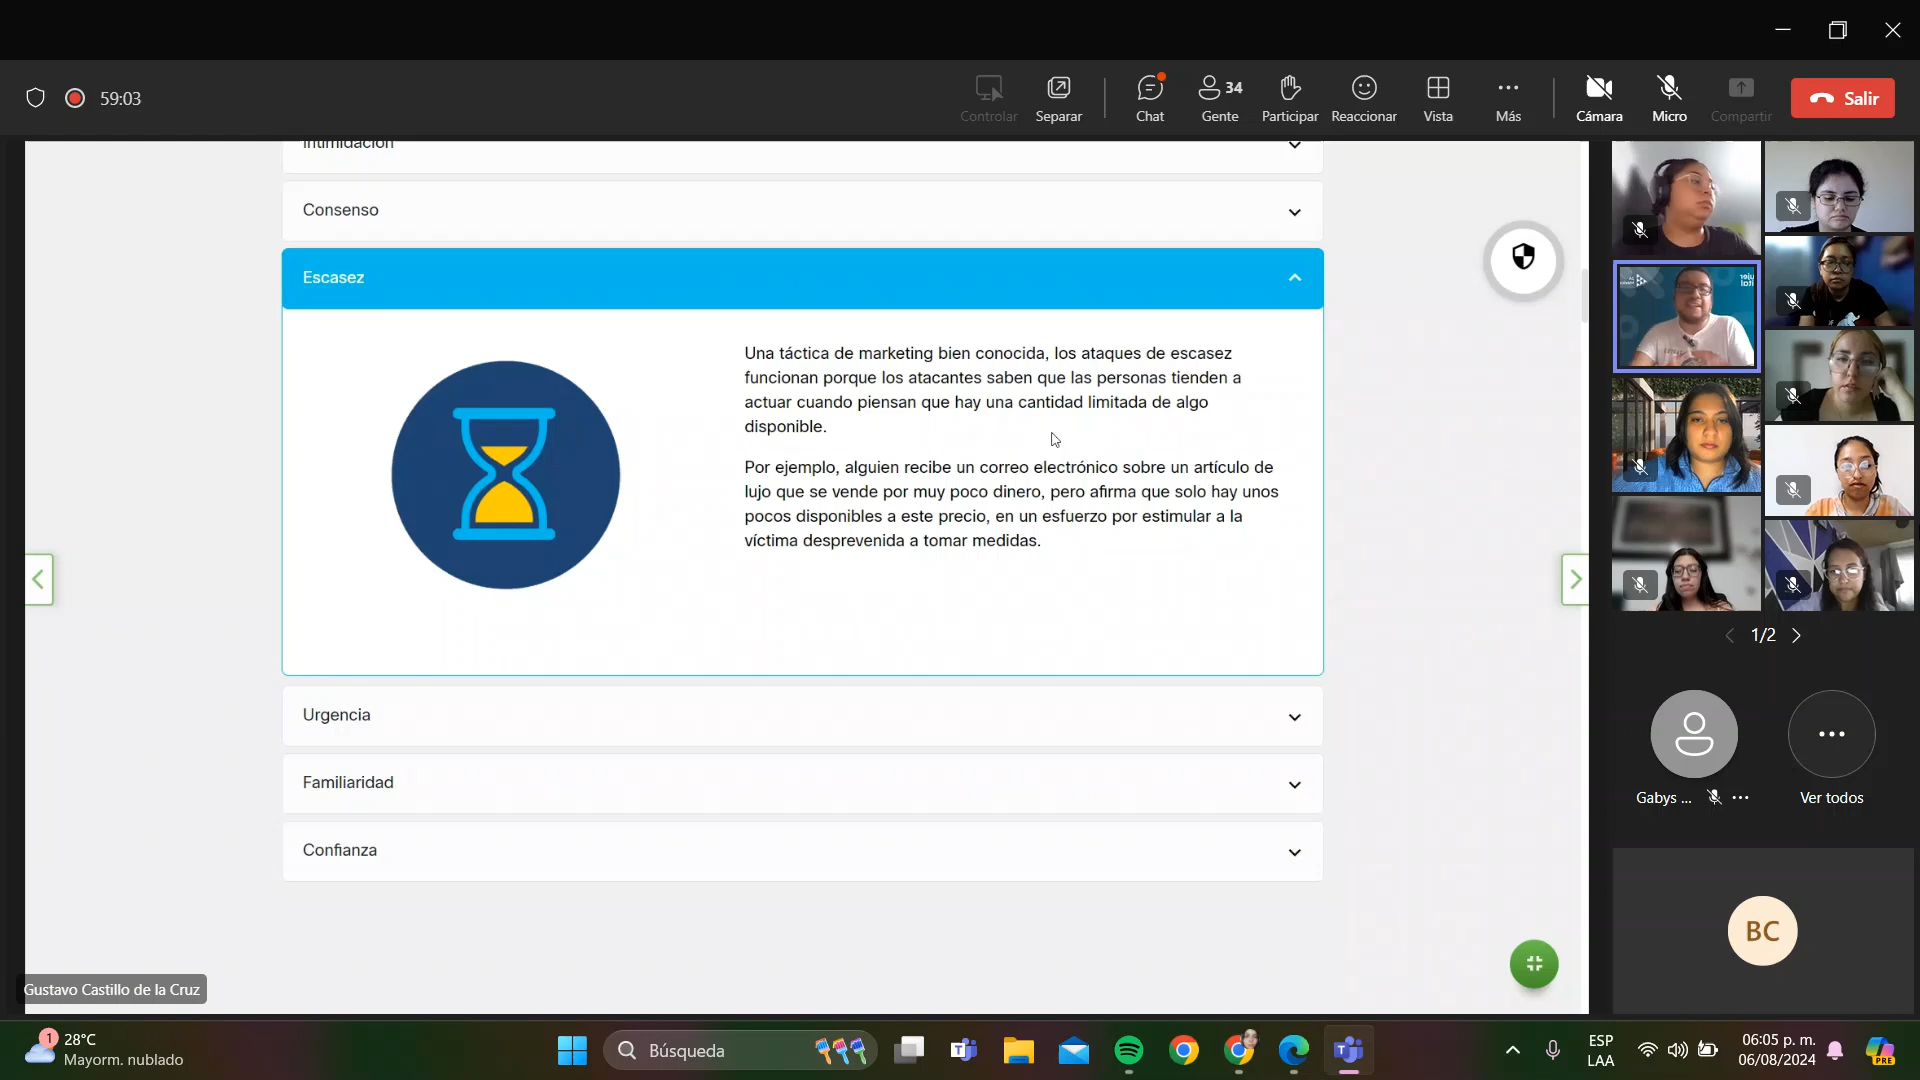 59:03
Controlar
Separar
Chat
34
Gente
Participar
Reaccionar
Vista
Más
Cámara
Micro
Compartir
Salir
Intimidación
Consenso
Escasez
Una táctica de marketing bien conocida, los ataques de escasez
funcionan porque los atacantes saben que las personas tienden a
actuar cuando piensan que hay una cantidad limitada de algo
disponible.
Por ejemplo, alguien recibe un correo electrónico sobre un artículo de
lujo que se vende por muy poco dinero, pero afirma que solo hay unos
pocos disponibles a este precio, en un esfuerzo por estimular a la
víctima desprevenida a tomar medidas.
Urgencia
Familiaridad
Confianza
Gustavo Castillo de la Cruz
1/2
Gabys ...
Ver todos
BC
1
28°C
Mayorm. nublado
Búsqueda
ESP
LAA
06:05 p. m.
06/08/2024
PRE